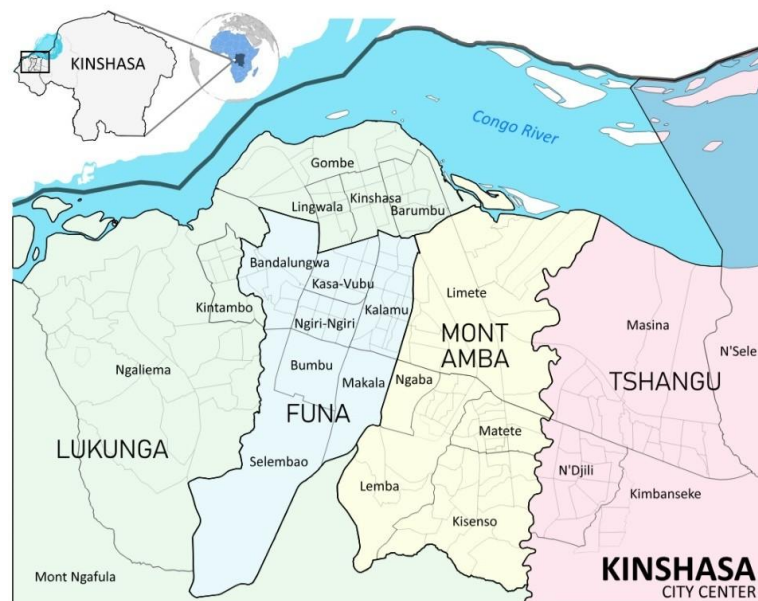 KINSHASA
Congo River
Gombe
Lingwala
Kinshasa
Barumbu
Bandalungwa
Kasa-Vubu
Kintambo
Ngiri-Ngiri
Kalamu
Limete
MONT
AMBA
Masina
N'Sele
TSHANGU
Ngaliema
Bumbu
Makala
Ngaba
FUNA
LUKUNGA
Matete
Selembao
Lemba
N'Djili
Kimbanseke
Kisenso
Mont Ngafula
KINSHASA
CITY CENTER